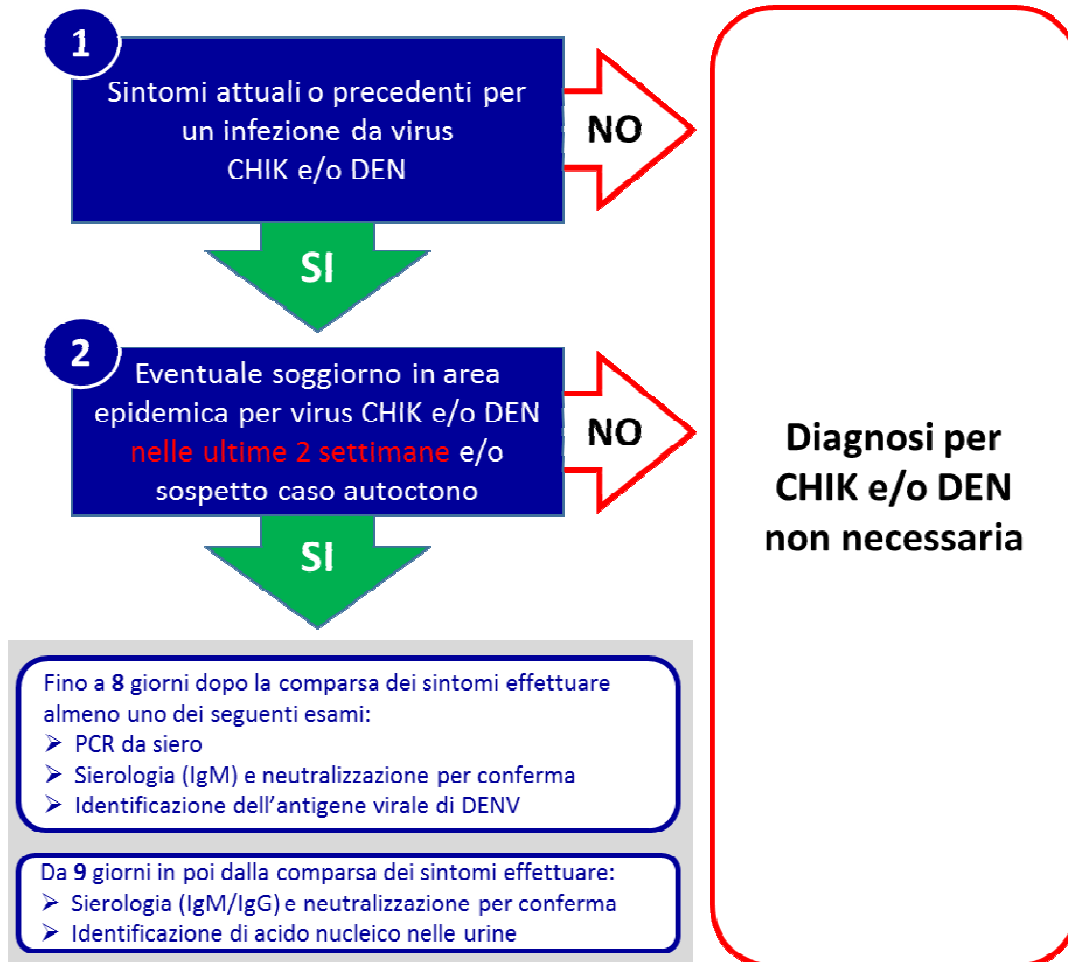 1
Sintomi attuali o precedenti per
un infezione da virus
CHIK e/o DEN
NO
SI
2
Eventuale soggiorno in area
epidemica per virus CHIK e/o DEN
nelle ultime 2 settimane e/o
sospetto caso autoctono
NO
SI
Diagnosi per
CHIK e/o DEN
non necessaria
Fino a 8 giorni dopo la comparsa dei sintomi effettuare
almeno uno dei seguenti esami:
➤ PCR da siero
➤ Sierologia (IgM) e neutralizzazione per conferma
➤ Identificazione dell'antigene virale di DENV
Da 9 giorni in poi dalla comparsa dei sintomi effettuare:
➤ Sierologia (IgM/IgG) e neutralizzazione per conferma
➤ Identificazione di acido nucleico nelle urine